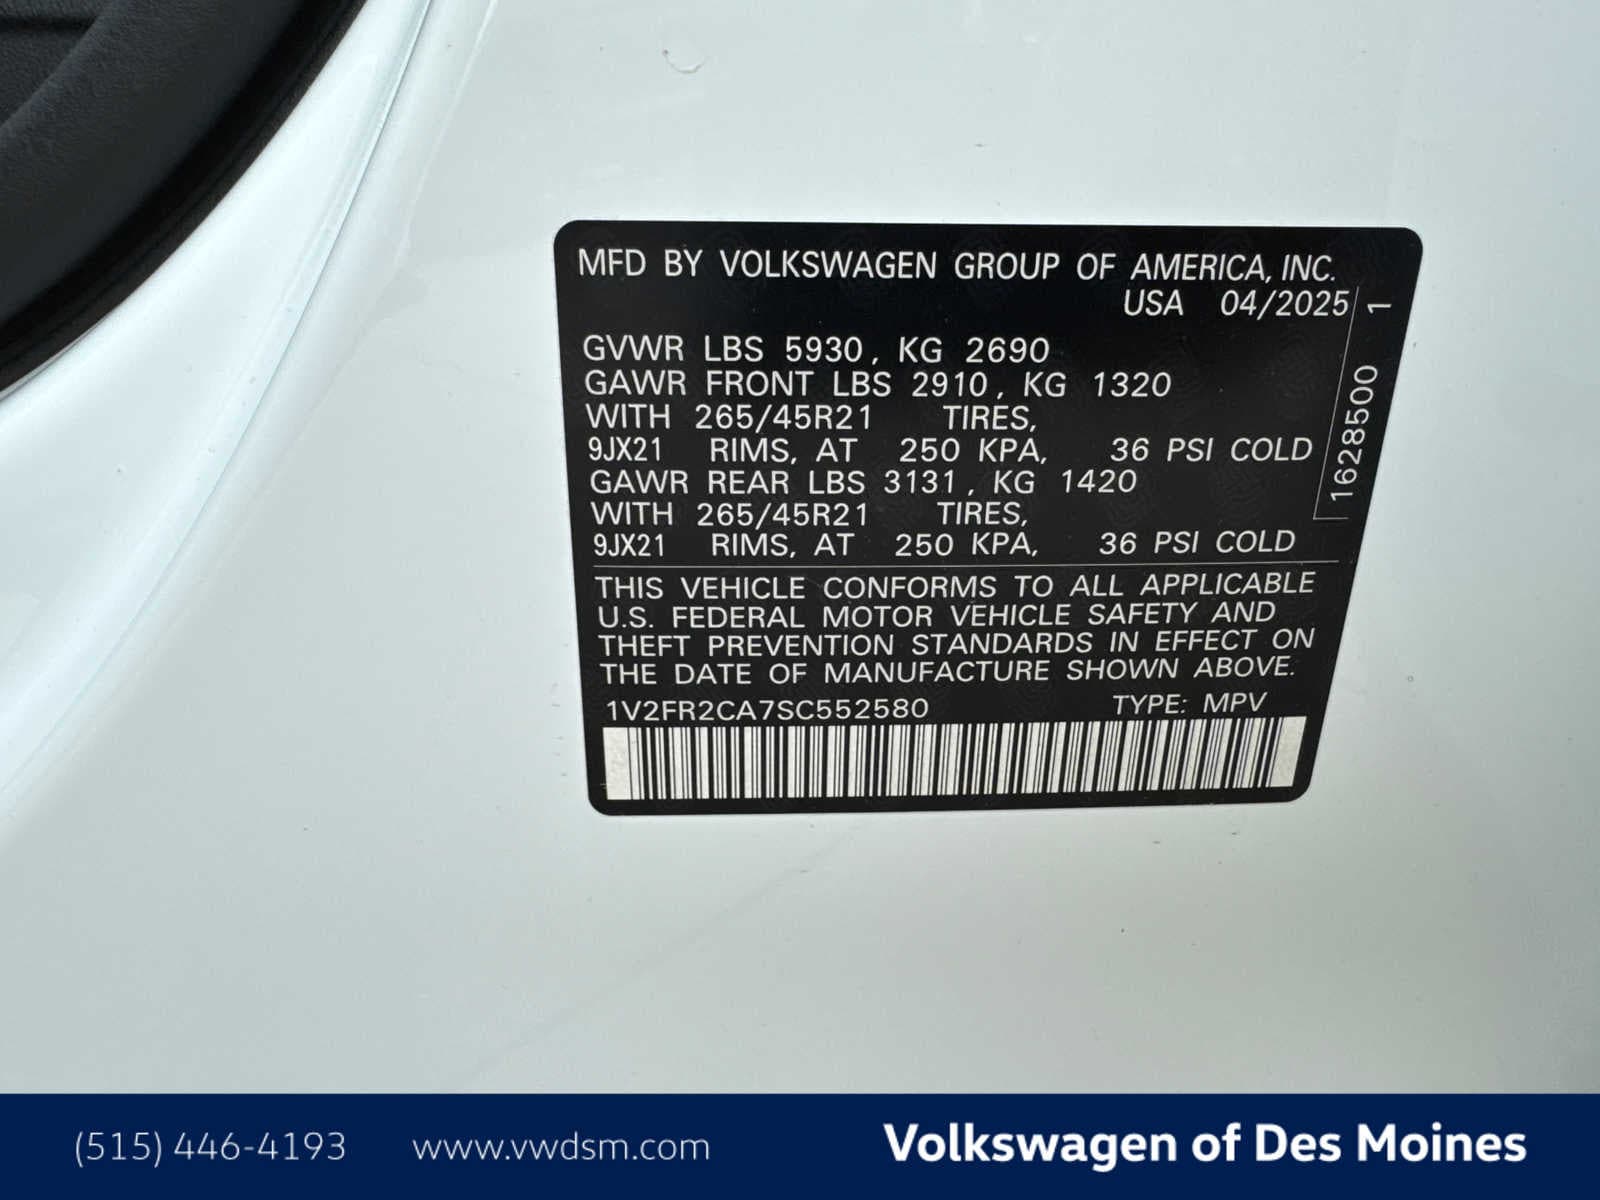 MFD BY VOLKSWAGEN GROUP OF AMERICA, INC.
USA 04/2025
GVWR LBS 5930, KG 2690
GAWR FRONT LBS 2910, KG 1320
WITH 265/45R21 TIRES,
9JX21 RIMS, AT 250 KPA, 36 PSI COLD
GAWR REAR LBS 3131, KG 1420
WITH 265/45R21 TIRES,
9JX21 RIMS, AT 250 KPA, 36 PSI COLD
1628500 1
THIS VEHICLE CONFORMS TO ALL APPLICABLE
U.S. FEDERAL MOTOR VEHICLE SAFETY AND
THEFT PREVENTION STANDARDS IN EFFECT ON
THE DATE OF MANUFACTURE SHOWN ABOVE.
1V2FR2CA7SC552580 TYPE: MPV
(515) 446-4193 www.vwdsm.com Volkswagen of Des Moines